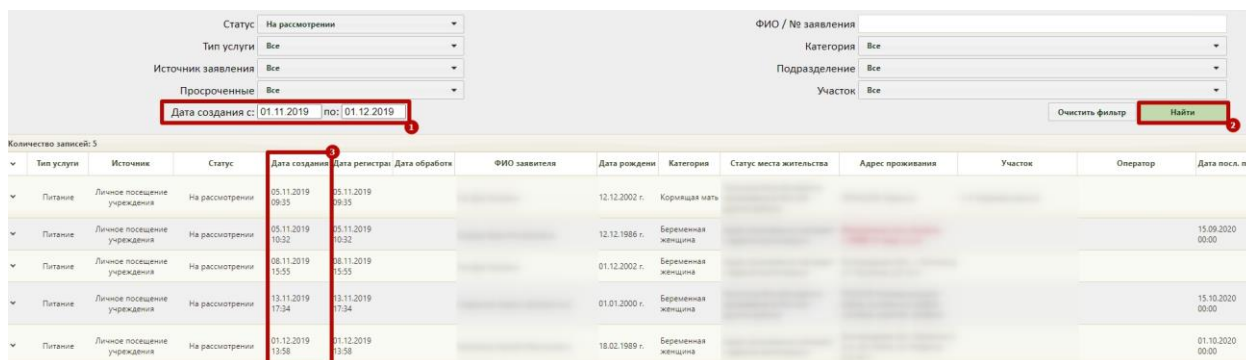 Статус На рассмотрении ФИО / № заявления
Тип услуги Все Категория Все
Источник заявления Все Подразделение Все
Просроченные Все Участок Все
Дата создания с: 01.11.2019 по: 01.12.2019 Очистить фильтр Найти
1 2
Количество записей: 5
3
Тип услуги Источник Статус Дата создания Дата регистрац Дата обработк ФИО заявителя Дата рождени Категория Статус места жительства Адрес проживания Участок Оператор Дата посл. п
Питание Личное посещение учреждения На рассмотрении 05.11.2019 09:35 05.11.2019 09:35 12.12.2002 г. Кормящая мать
Питание Личное посещение учреждения На рассмотрении 05.11.2019 10:32 05.11.2019 10:32 12.12.1986 г. Беременная женщина 15.09.2020 00:00
Питание Личное посещение учреждения На рассмотрении 08.11.2019 15:55 08.11.2019 15:55 01.12.2002 г. Беременная женщина
Питание Личное посещение учреждения На рассмотрении 13.11.2019 17:34 13.11.2019 17:34 01.01.2000 г. Беременная женщина 15.10.2020 00:00
Питание Личное посещение учреждения На рассмотрении 01.12.2019 13:58 01.12.2019 13:58 18.02.1989 г. Беременная женщина 01.10.2020 00:00